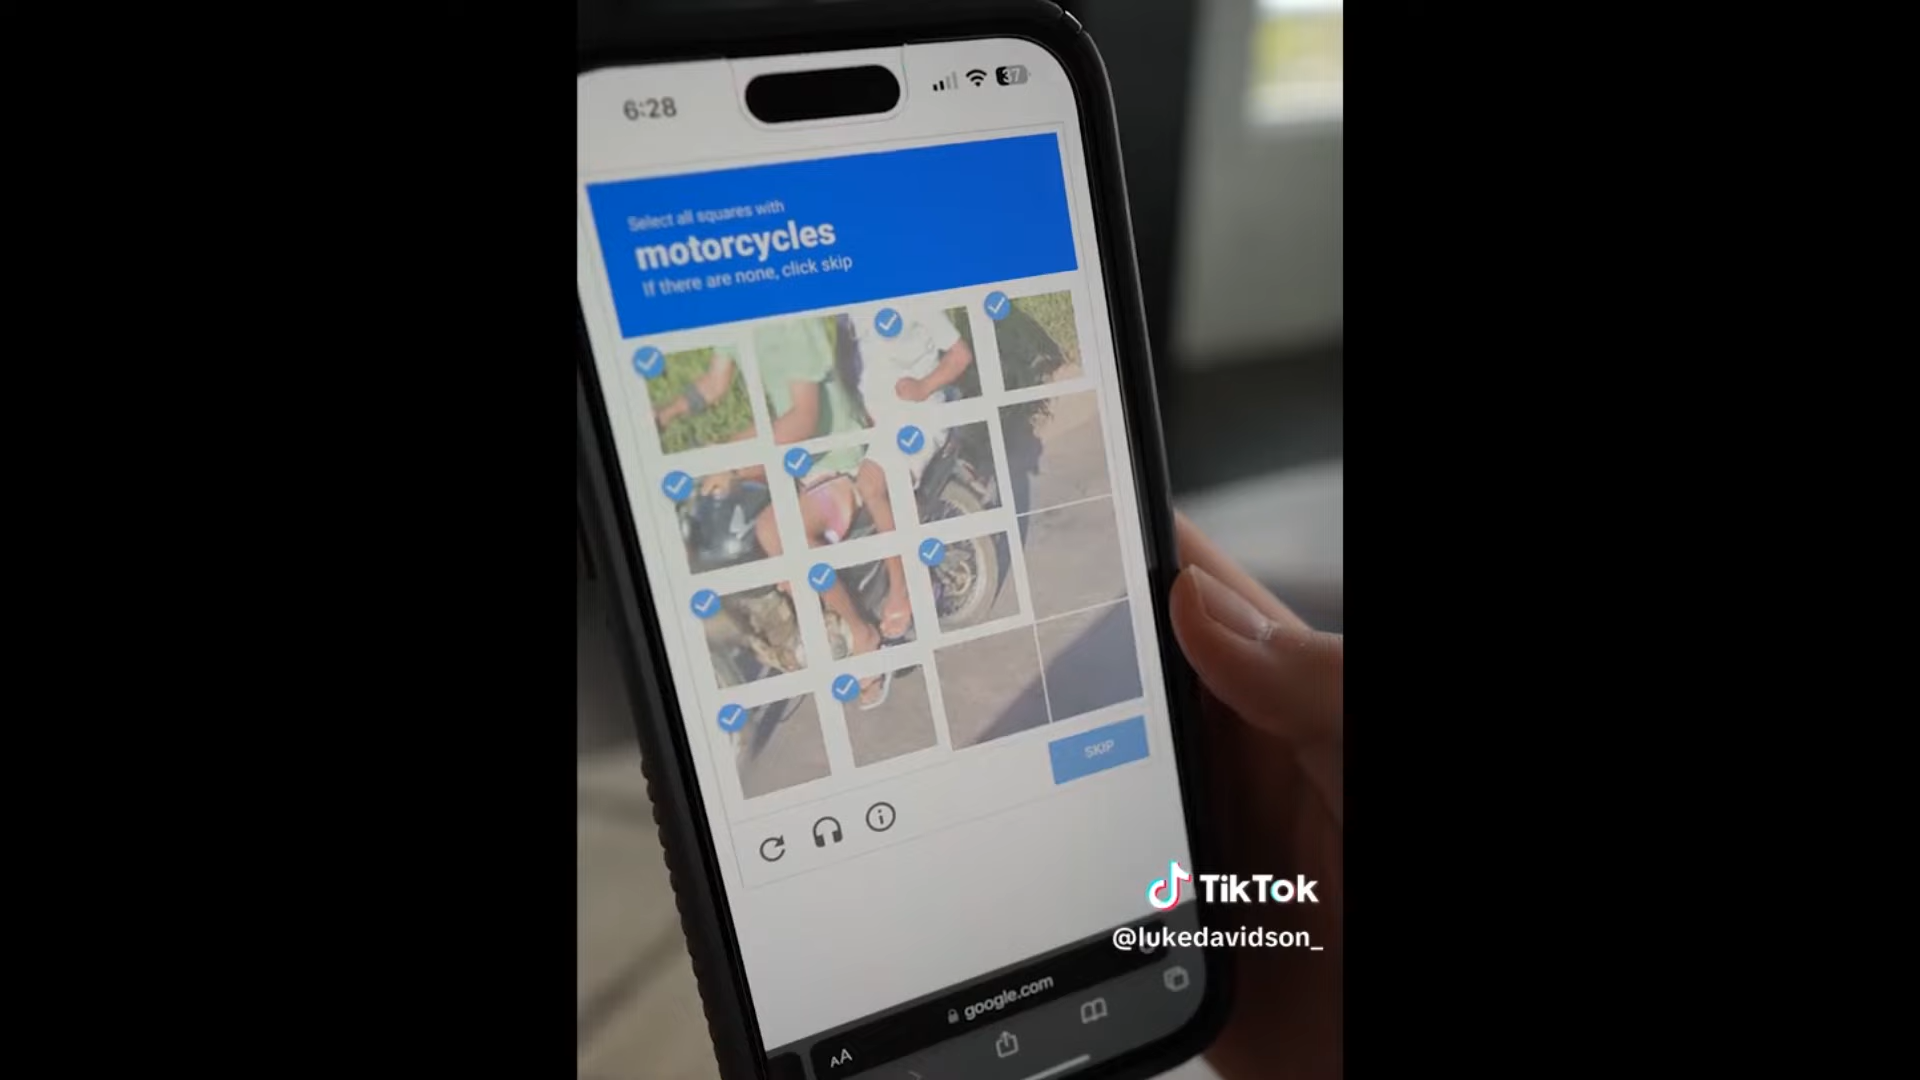 6:28
37
Select all squares with
motorcycles
If there are none, click skip
SKIP
TikTok
@lukedavidson_
google.com
AA